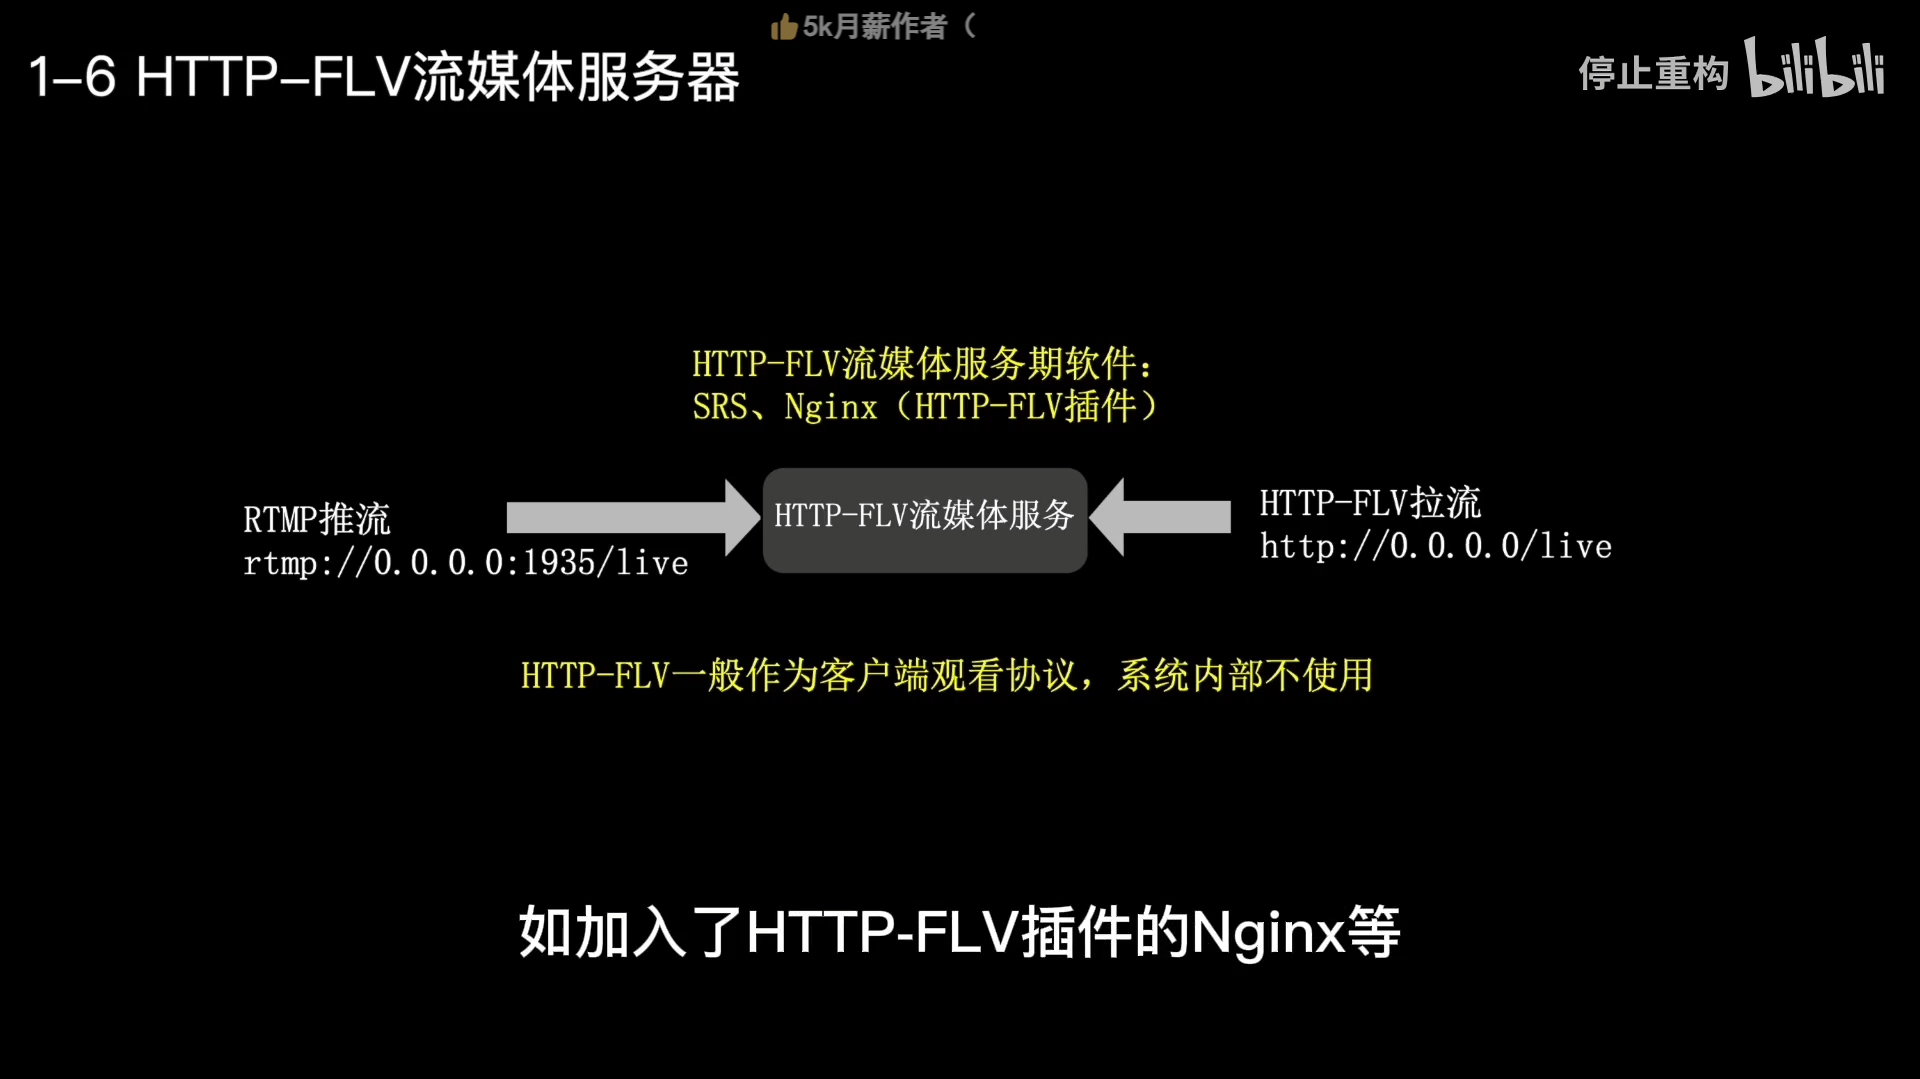 👍5k月薪作者（
1-6 HTTP-FLV流媒体服务器
停止重构 bilibili
HTTP-FLV流媒体服务期软件：
SRS、Nginx（HTTP-FLV插件）
RTMP推流
rtmp://0.0.0.0:1935/live
HTTP-FLV流媒体服务
HTTP-FLV拉流
http://0.0.0.0/live
HTTP-FLV一般作为客户端观看协议，系统内部不使用
如加入了HTTP-FLV插件的Nginx等